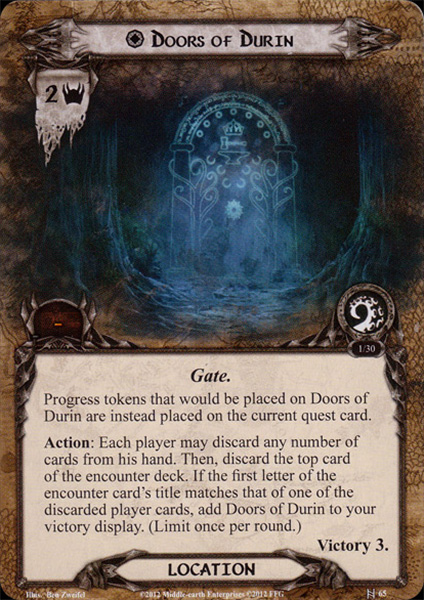 DOORS OF DURIN
2
-
1/30
Gate.
Progress tokens that would be placed on Doors of
Durin are instead placed on the current quest card.
Action: Each player may discard any number of
cards from his hand. Then, discard the top card
of the encounter deck. If the first letter of the
encounter card's title matches that of one of the
discarded player cards, add Doors of Durin to your
victory display. (Limit once per round.)
Victory 3.
LOCATION
Illus. Ben Zweifel
©2012 Middle-earth Enterprises ©2012 FFG
65